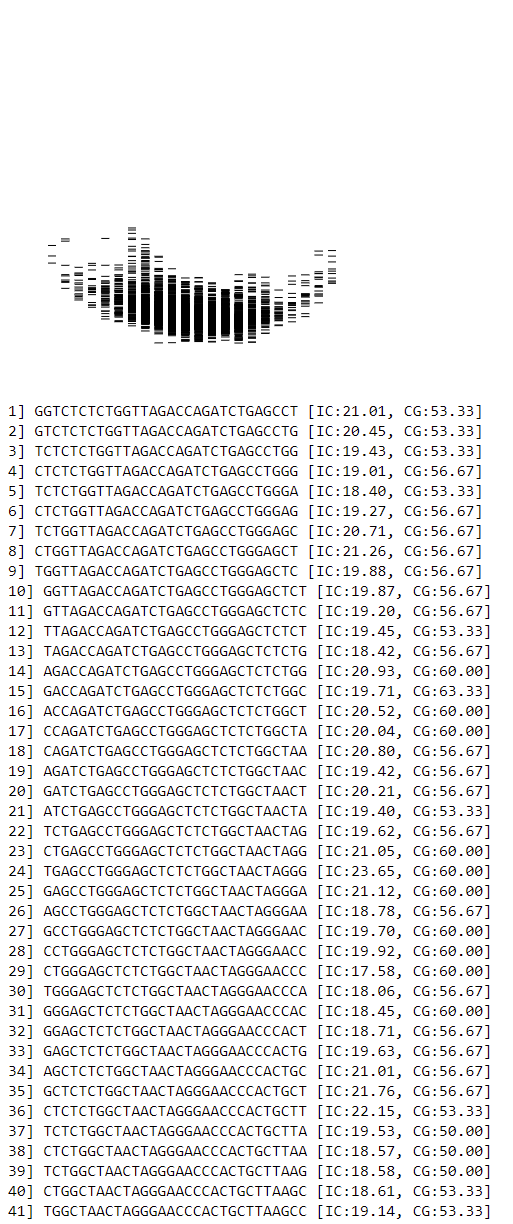 1] GGTCTCTCTGGTTAGACCAGATCTGAGCCT [IC:21.01, CG:53.33]
2] GTCTCTCTGGTTAGACCAGATCTGAGCCTG [IC:20.45, CG:53.33]
3] TCTCTCTGGTTAGACCAGATCTGAGCCTGG [IC:19.43, CG:53.33]
4] CTCTCTGGTTAGACCAGATCTGAGCCTGGG [IC:19.01, CG:56.67]
5] TCTCTGGTTAGACCAGATCTGAGCCTGGGA [IC:18.40, CG:53.33]
6] CTCTGGTTAGACCAGATCTGAGCCTGGGAG [IC:19.27, CG:56.67]
7] TCTGGTTAGACCAGATCTGAGCCTGGGAGC [IC:20.71, CG:56.67]
8] CTGGTTAGACCAGATCTGAGCCTGGGAGCT [IC:21.26, CG:56.67]
9] TGGTTAGACCAGATCTGAGCCTGGGAGCTC [IC:19.88, CG:56.67]
10] GGTTAGACCAGATCTGAGCCTGGGAGCTCT [IC:19.87, CG:56.67]
11] GTTAGACCAGATCTGAGCCTGGGAGCTCTC [IC:19.20, CG:56.67]
12] TTAGACCAGATCTGAGCCTGGGAGCTCTCT [IC:19.45, CG:53.33]
13] TAGACCAGATCTGAGCCTGGGAGCTCTCTG [IC:18.42, CG:56.67]
14] AGACCAGATCTGAGCCTGGGAGCTCTCTGG [IC:20.93, CG:60.00]
15] GACCAGATCTGAGCCTGGGAGCTCTCTGGC [IC:19.71, CG:63.33]
16] ACCAGATCTGAGCCTGGGAGCTCTCTGGCT [IC:20.52, CG:60.00]
17] CCAGATCTGAGCCTGGGAGCTCTCTGGCTA [IC:20.04, CG:60.00]
18] CAGATCTGAGCCTGGGAGCTCTCTGGCTAA [IC:20.80, CG:56.67]
19] AGATCTGAGCCTGGGAGCTCTCTGGCTAAC [IC:19.42, CG:56.67]
20] GATCTGAGCCTGGGAGCTCTCTGGCTAACT [IC:20.21, CG:56.67]
21] ATCTGAGCCTGGGAGCTCTCTGGCTAACTA [IC:19.40, CG:53.33]
22] TCTGAGCCTGGGAGCTCTCTGGCTAACTAG [IC:19.62, CG:56.67]
23] CTGAGCCTGGGAGCTCTCTGGCTAACTAGG [IC:21.05, CG:60.00]
24] TGAGCCTGGGAGCTCTCTGGCTAACTAGGG [IC:23.65, CG:60.00]
25] GAGCCTGGGAGCTCTCTGGCTAACTAGGGA [IC:21.12, CG:60.00]
26] AGCCTGGGAGCTCTCTGGCTAACTAGGGAA [IC:18.78, CG:56.67]
27] GCCTGGGAGCTCTCTGGCTAACTAGGGAAC [IC:19.70, CG:60.00]
28] CCTGGGAGCTCTCTGGCTAACTAGGGAACC [IC:19.92, CG:60.00]
29] CTGGGAGCTCTCTGGCTAACTAGGGAACCC [IC:17.58, CG:60.00]
30] TGGGAGCTCTCTGGCTAACTAGGGAACCCA [IC:18.06, CG:56.67]
31] GGGAGCTCTCTGGCTAACTAGGGAACCCAC [IC:18.45, CG:60.00]
32] GGAGCTCTCTGGCTAACTAGGGAACCCACT [IC:18.71, CG:56.67]
33] GAGCTCTCTGGCTAACTAGGGAACCCACTG [IC:19.63, CG:56.67]
34] AGCTCTCTGGCTAACTAGGGAACCCACTGC [IC:21.01, CG:56.67]
35] GCTCTCTGGCTAACTAGGGAACCCACTGCT [IC:21.76, CG:56.67]
36] CTCTCTGGCTAACTAGGGAACCCACTGCTT [IC:22.15, CG:53.33]
37] TCTCTGGCTAACTAGGGAACCCACTGCTTA [IC:19.53, CG:50.00]
38] CTCTGGCTAACTAGGGAACCCACTGCTTAA [IC:18.57, CG:50.00]
39] TCTGGCTAACTAGGGAACCCACTGCTTAAG [IC:18.58, CG:50.00]
40] CTGGCTAACTAGGGAACCCACTGCTTAAGC [IC:18.61, CG:53.33]
41] TGGCTAACTAGGGAACCCACTGCTTAAGCC [IC:19.14, CG:53.33]